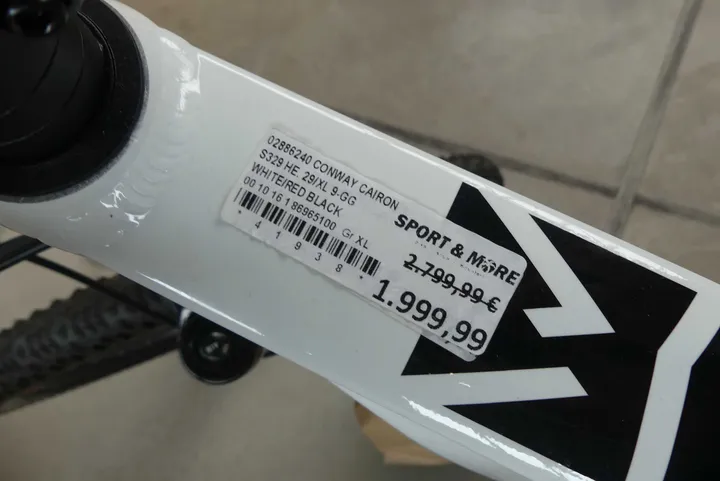 02886240 CONWAY CAIRON
S329 HE 29/XL 9-GG
WHITE/RED BLACK
00 10 16 1 86965100 Gr XL
* 4 1 9 3 8 *
SPORT & MORE
2.799,99 €
1.999,99